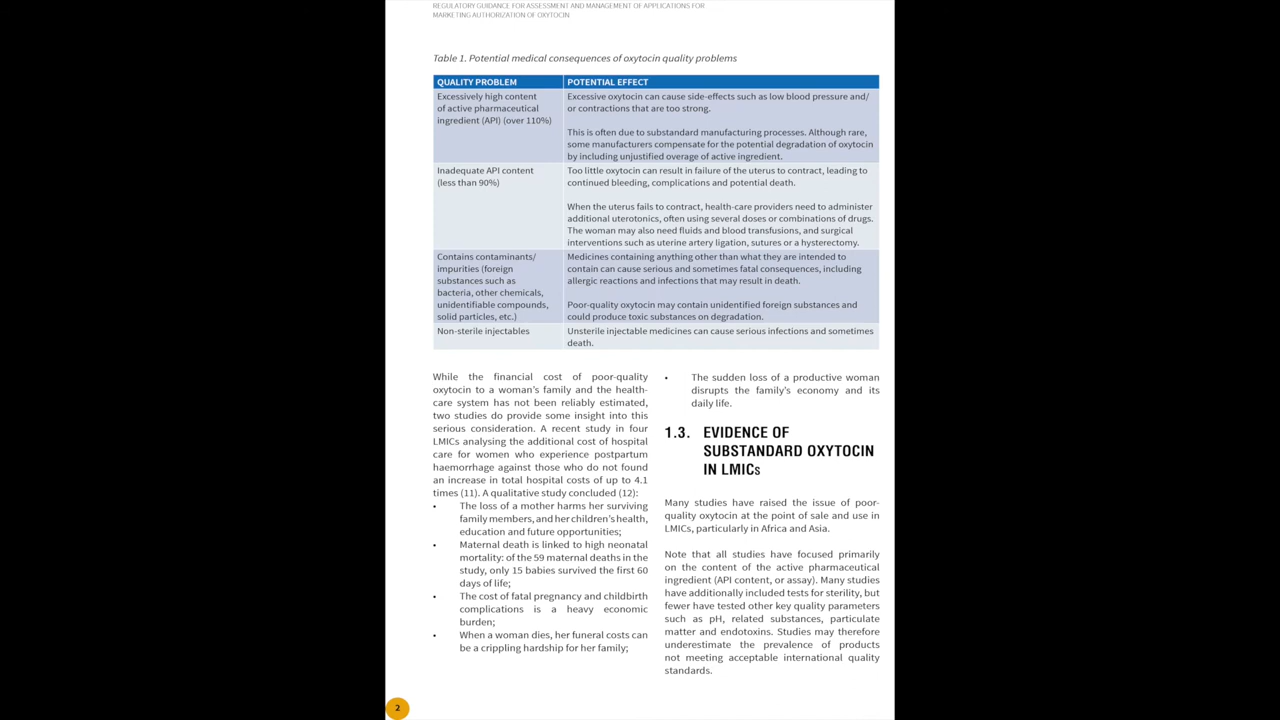 REGULATORY GUIDANCE FOR ASSESSMENT AND MANAGEMENT OF APPLICATIONS FOR
MARKETING AUTHORIZATION OF OXYTOCIN
Table 1. Potential medical consequences of oxytocin quality problems
QUALITY PROBLEM
POTENTIAL EFFECT
Excessively high content
of active pharmaceutical
ingredient (API) (over 110%)
Excessive oxytocin can cause side-effects such as low blood pressure and/
or contractions that are too strong.
This is often due to substandard manufacturing processes. Although rare,
some manufacturers compensate for the potential degradation of oxytocin
by including unjustified overage of active ingredient.
Inadequate API content
(less than 90%)
Too little oxytocin can result in failure of the uterus to contract, leading to
continued bleeding, complications and potential death.
When the uterus fails to contract, health-care providers need to administer
additional uterotonics, often using several doses or combinations of drugs.
The woman may also need fluids and blood transfusions, and surgical
interventions such as uterine artery ligation, sutures or a hysterectomy.
Contains contaminants/
impurities (foreign
substances such as
bacteria, other chemicals,
unidentifiable compounds,
solid particles, etc.)
Medicines containing anything other than what they are intended to
contain can cause serious and sometimes fatal consequences, including
allergic reactions and infections that may result in death.
Poor-quality oxytocin may contain unidentified foreign substances and
could produce toxic substances on degradation.
Non-sterile injectables
Unsterile injectable medicines can cause serious infections and sometimes
death.
While the financial cost of poor-quality
oxytocin to a woman's family and the health-
care system has not been reliably estimated,
two studies do provide some insight into this
serious consideration. A recent study in four
LMICs analysing the additional cost of hospital
care for women who experience postpartum
haemorrhage against those who do not found
an increase in total hospital costs of up to 4.1
times (11). A qualitative study concluded (12):
• The loss of a mother harms her surviving
family members, and her children's health,
education and future opportunities;
• Maternal death is linked to high neonatal
mortality: of the 59 maternal deaths in the
study, only 15 babies survived the first 60
days of life;
• The cost of fatal pregnancy and childbirth
complications is a heavy economic
burden;
• When a woman dies, her funeral costs can
be a crippling hardship for her family;
• The sudden loss of a productive woman
disrupts the family's economy and its
daily life.
1.3. EVIDENCE OF
SUBSTANDARD OXYTOCIN
IN LMICs
Many studies have raised the issue of poor-
quality oxytocin at the point of sale and use in
LMICs, particularly in Africa and Asia.
Note that all studies have focused primarily
on the content of the active pharmaceutical
ingredient (API content, or assay). Many studies
have additionally included tests for sterility, but
fewer have tested other key quality parameters
such as pH, related substances, particulate
matter and endotoxins. Studies may therefore
underestimate the prevalence of products
not meeting acceptable international quality
standards.
2